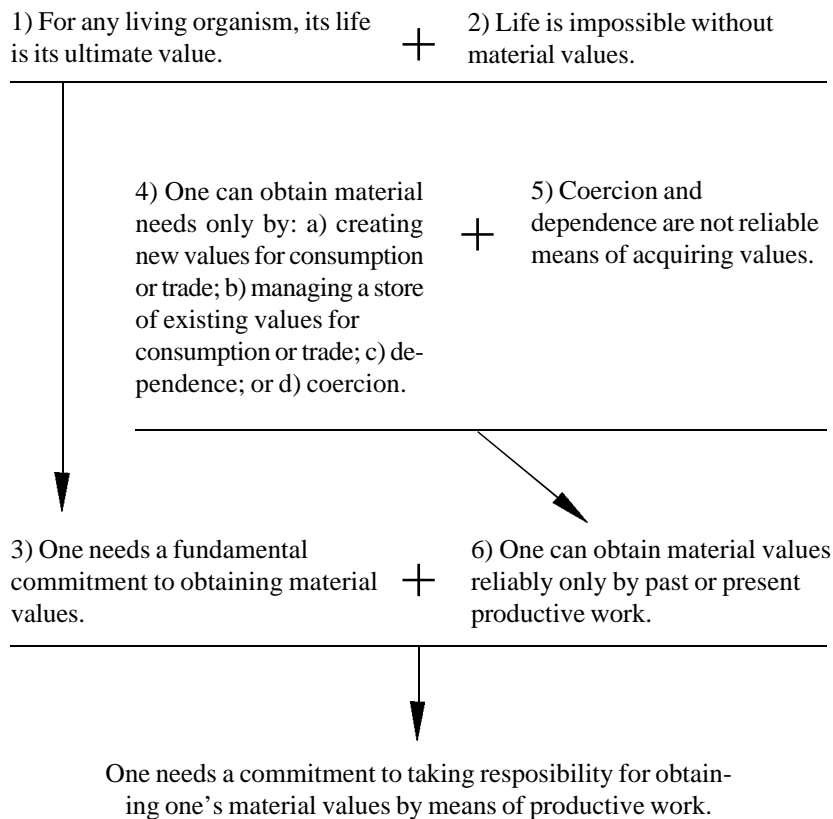 1) For any living organism, its life
is its ultimate value.
+
2) Life is impossible without
material values.
4) One can obtain material
needs only by: a) creating
new values for consumption
or trade; b) managing a store
of existing values for
consumption or trade; c) de-
pendence; or d) coercion.
+
5) Coercion and
dependence are not reliable
means of acquiring values.
3) One needs a fundamental
commitment to obtaining material
values.
+
6) One can obtain material values
reliably only by past or present
productive work.
One needs a commitment to taking resposibility for obtain-
ing one's material values by means of productive work.